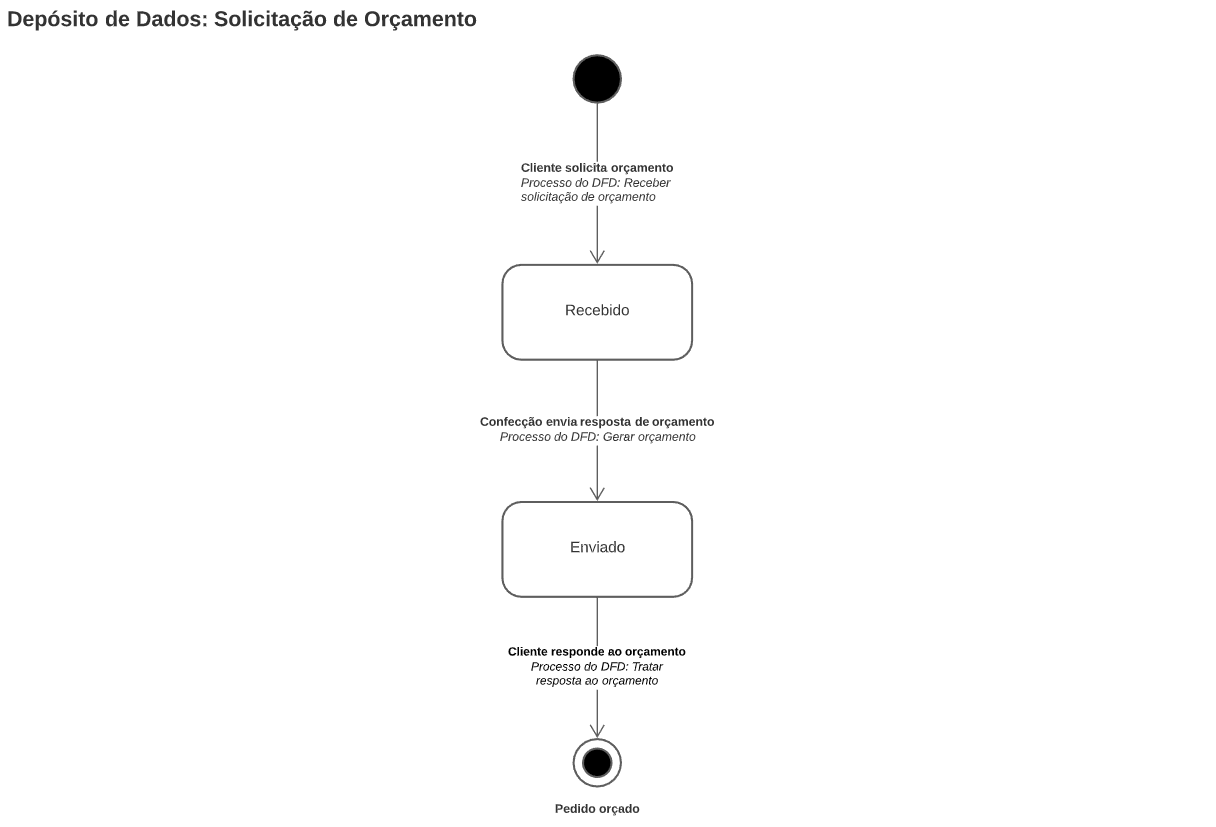 Depósito de Dados: Solicitação de Orçamento
Cliente solicita orçamento
Processo do DFD: Receber
solicitação de orçamento
Recebido
Confecção envia resposta de orçamento
Processo do DFD: Gerar orçamento
Enviado
Cliente responde ao orçamento
Processo do DFD: Tratar
resposta ao orçamento
Pedido orçado